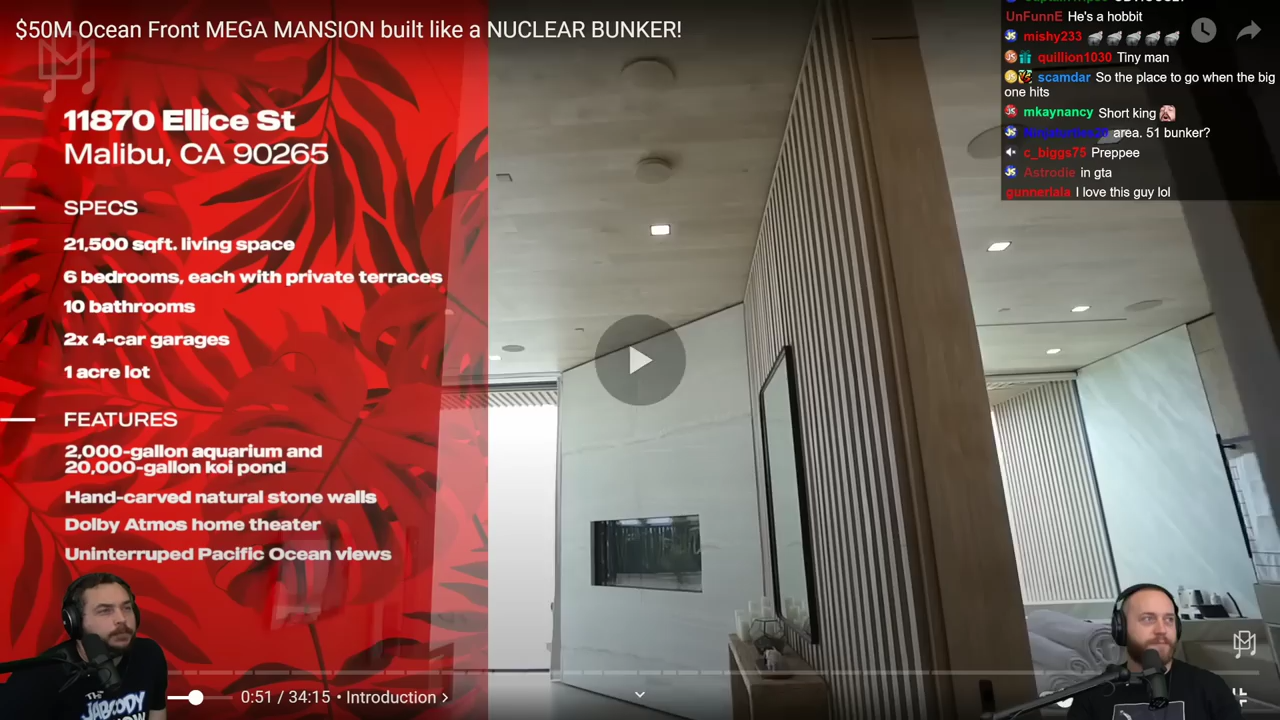 $50M Ocean Front MEGA MANSION built like a NUCLEAR BUNKER!
11870 Ellice St
Malibu, CA 90265
SPECS
21,500 sqft. living space
6 bedrooms, each with private terraces
10 bathrooms
2x 4-car garages
1 acre lot
FEATURES
2,000-gallon aquarium and
20,000-gallon koi pond
Hand-carved natural stone walls
Dolby Atmos home theater
Uninterruped Pacific Ocean views
UnFunnE He's a hobbit
mishy233
quillion1030 Tiny man
scamdar So the place to go when the big
one hits
mkaynancy Short king
area. 51 bunker?
c_biggs75 Preppee
Astrodie in gta
gunnerlala I love this guy lol
THE
0:51 / 34:15 • Introduction